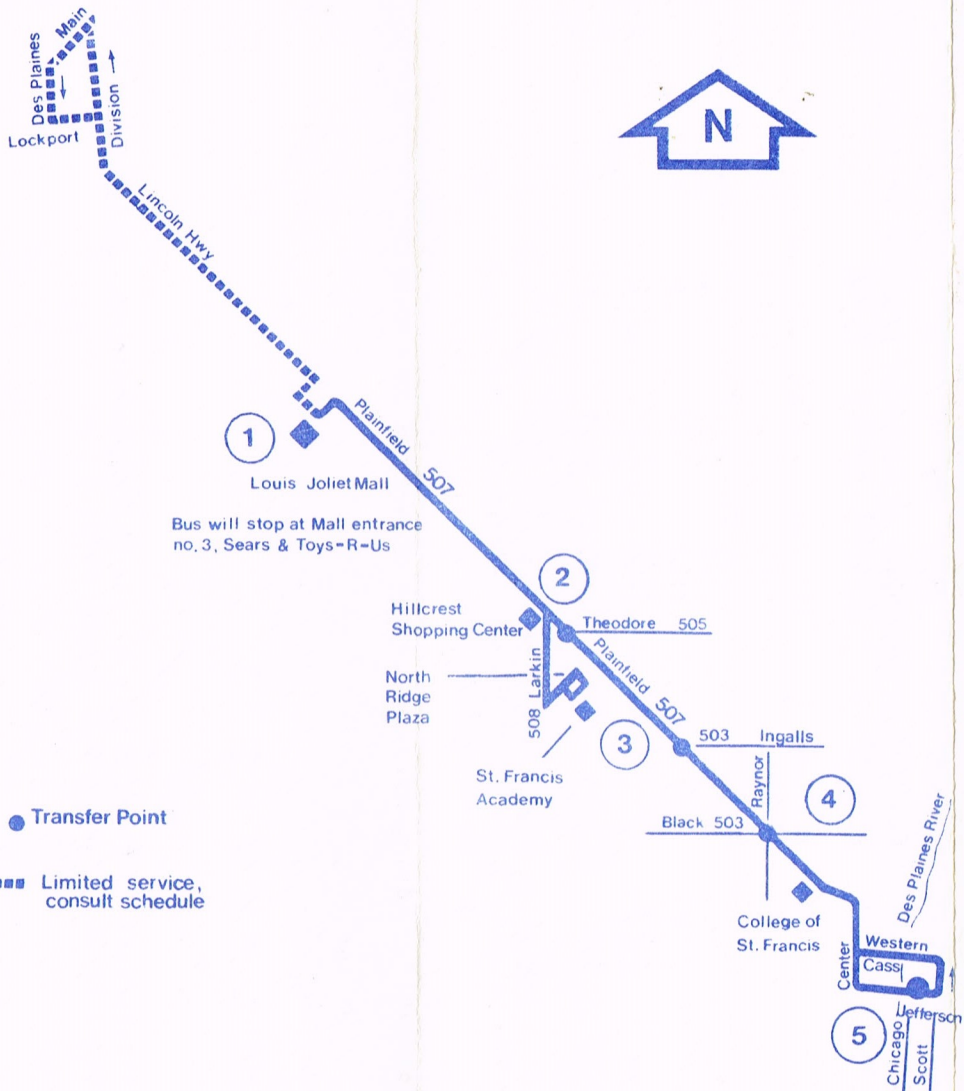 Main
Des Plaines
Division
Lockport
N
Lincoln Hwy
Plainfield 507
1
Louis Joliet Mall
Bus will stop at Mall entrance
no. 3, Sears & Toys-R-Us
2
Hillcrest
Shopping Center
Theodore 505
Plainfield 507
North
Ridge
Plaza
508 Larkin
3
503 Ingalls
St. Francis
Academy
Raynor
4
Black 503
Transfer Point
Limited service,
consult schedule
Des Plaines River
College of
St. Francis
Western
Center
Cass
Jefferson
5
Chicago
Scott